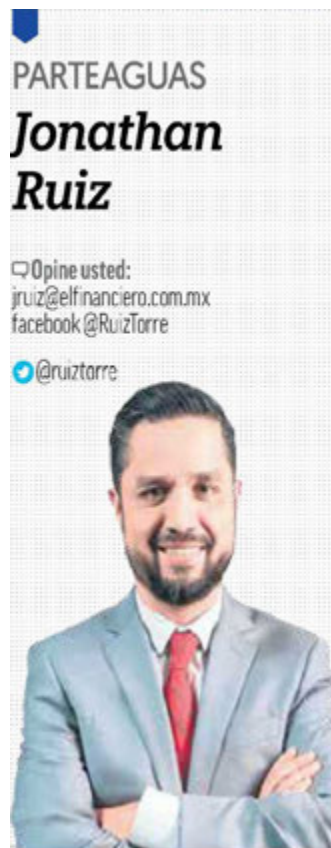 PARTEAGUAS
Jonathan
Ruiz
Opine usted:
jruiz@elfinanciero.com.mx
facebook @RuizTorre
@ruiztorre